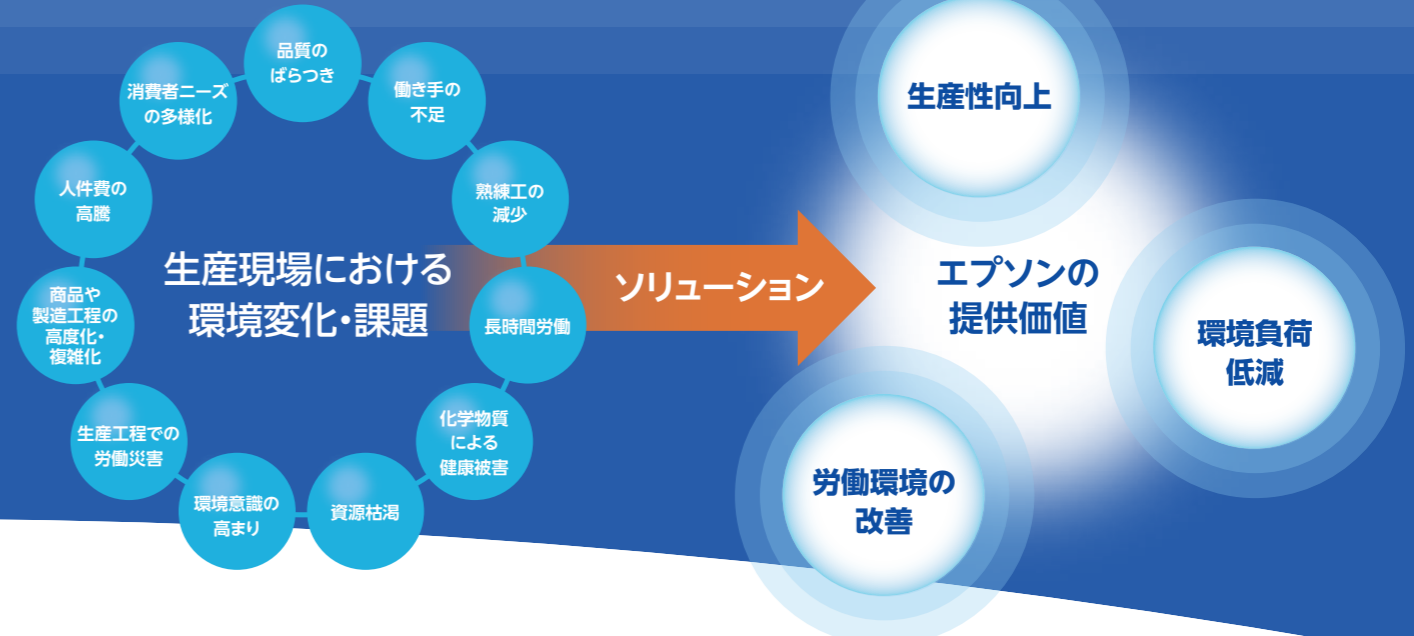 品質の
ばらつき
働き手の
不足
熟練工の
減少
長時間労働
化学物質
による
健康被害
資源枯渇
環境意識の
高まり
生産工程での
労働災害
商品や
製造工程の
高度化・
複雑化
人件費の
高騰
消費者ニーズ
の多様化
生産現場における
環境変化・課題
ソリューション
エプソンの
提供価値
生産性向上
環境負荷
低減
労働環境の
改善